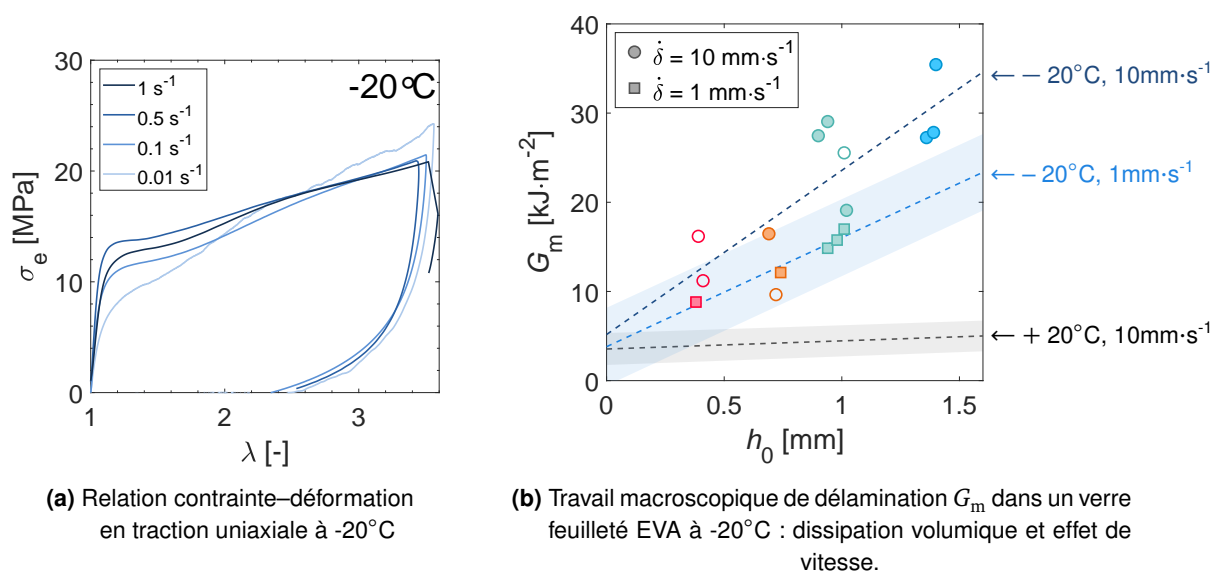 30
20
10
0
σe [MPa]
1 s-1
0.5 s-1
0.1 s-1
0.01 s-1
-20°C
1
2
3
λ [-]
(a) Relation contrainte–déformation
en traction uniaxiale à -20°C
40
30
20
10
0
Gm [kJ·m-2]
δ̇ = 10 mm·s-1
δ̇ = 1 mm·s-1
← − 20°C, 10mm·s-1
← − 20°C, 1mm·s-1
← + 20°C, 10mm·s-1
0
0.5
1
1.5
h0 [mm]
(b) Travail macroscopique de délamination Gm dans un verre
feuilleté EVA à -20°C : dissipation volumique et effet de
vitesse.